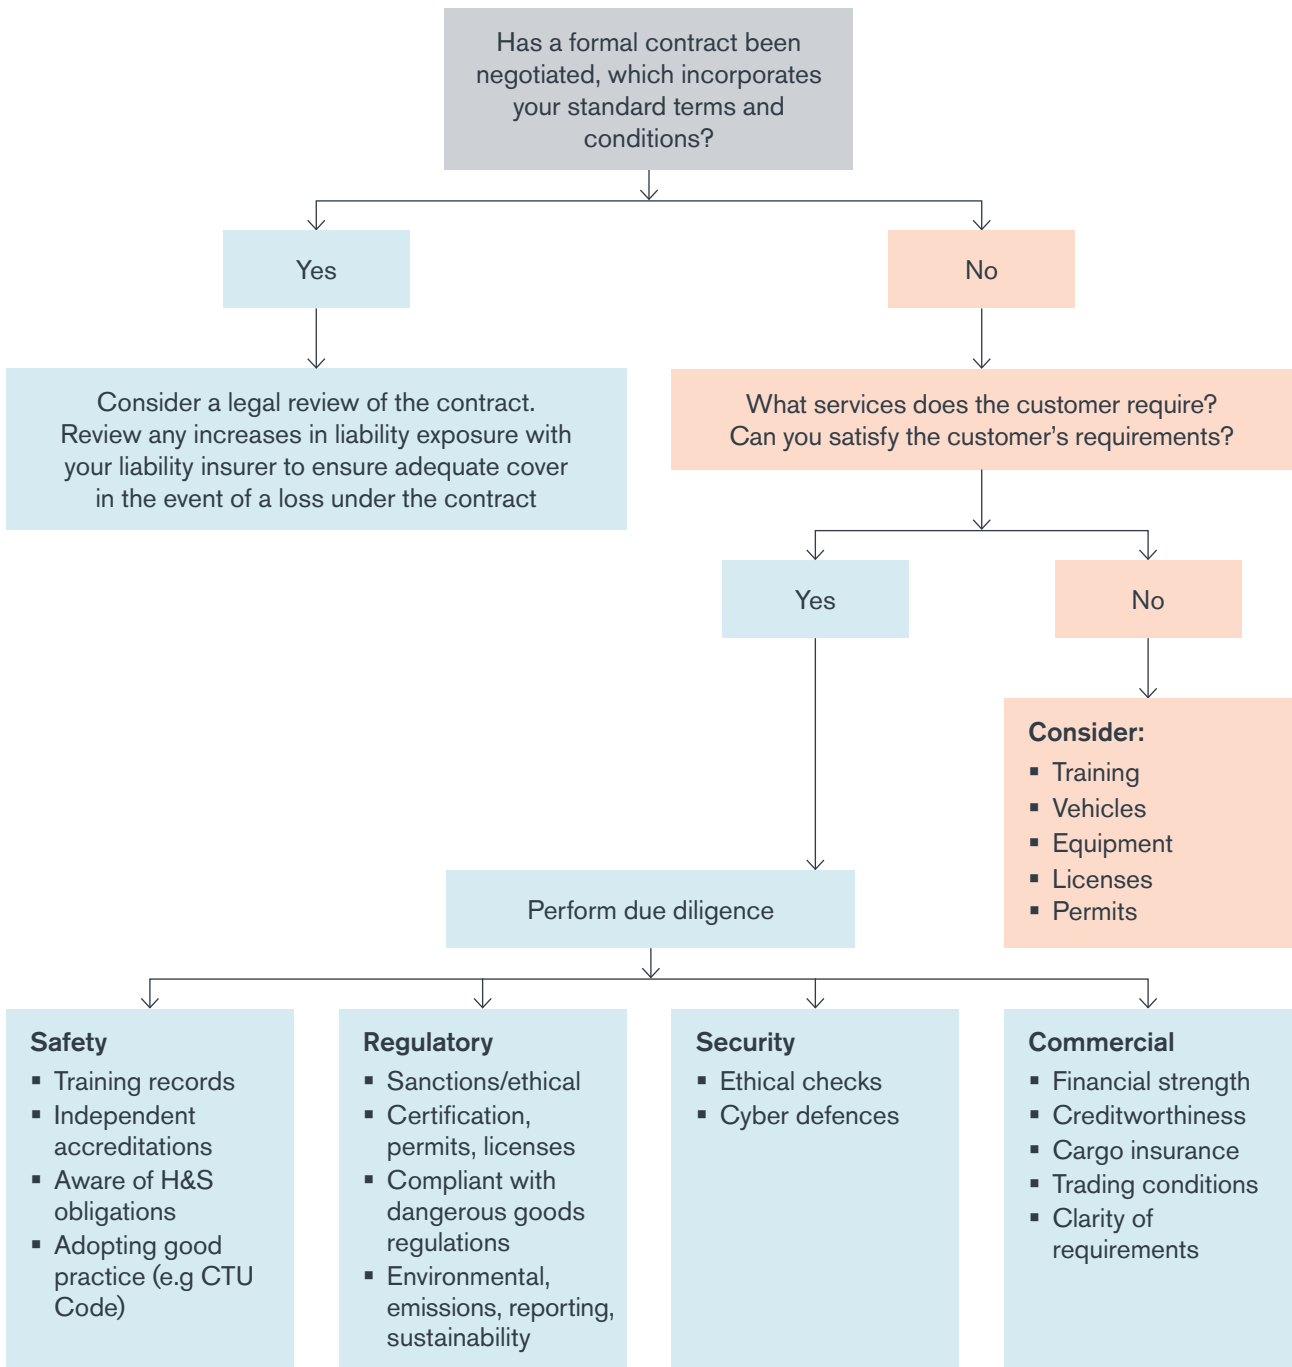 Has a formal contract been
negotiated, which incorporates
your standard terms and
conditions?
Yes
No
Consider a legal review of the contract.
Review any increases in liability exposure with
your liability insurer to ensure adequate cover
in the event of a loss under the contract
What services does the customer require?
Can you satisfy the customer’s requirements?
Yes
No
Consider:
▪ Training
▪ Vehicles
▪ Equipment
▪ Licenses
▪ Permits
Perform due diligence
Safety
▪ Training records
▪ Independent
accreditations
▪ Aware of H&S
obligations
▪ Adopting good
practice (e.g CTU
Code)
Regulatory
▪ Sanctions/ethical
▪ Certification,
permits, licenses
▪ Compliant with
dangerous goods
regulations
▪ Environmental,
emissions, reporting,
sustainability
Security
▪ Ethical checks
▪ Cyber defences
Commercial
▪ Financial strength
▪ Creditworthiness
▪ Cargo insurance
▪ Trading conditions
▪ Clarity of
requirements